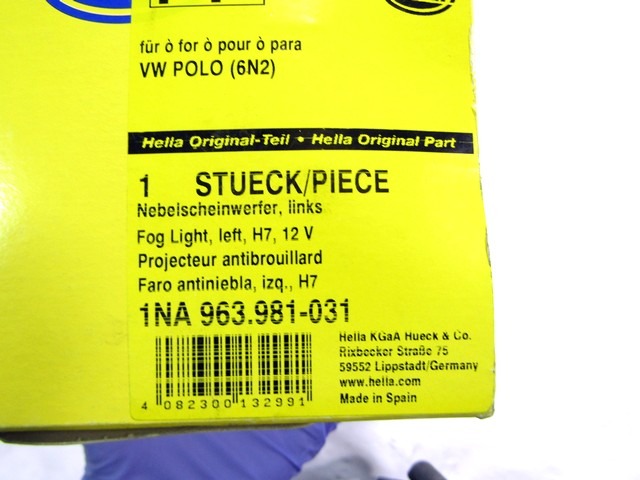 für ò for ò pour ò para
VW POLO (6N2)
Hella Original-Teil • Hella Original Part
1 STUECK/PIECE
Nebelscheinwerfer, links
Fog Light, left, H7, 12 V
Projecteur antibrouillard
Faro antiniebla, izq., H7
1NA 963.981-031
Hella KGaA Hueck & Co.
Rixbecker Straße 75
59552 Lippstadt/Germany
www.hella.com
Made in Spain
4 082300 132991